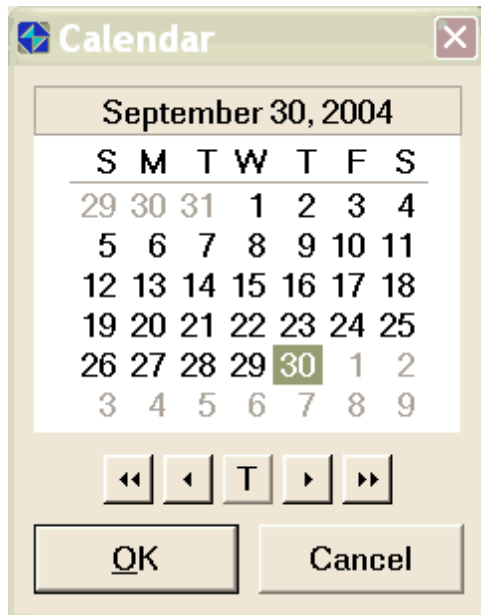 Calendar
September 30, 2004
S M T W T F S
29 30 31 1 2 3 4
5 6 7 8 9 10 11
12 13 14 15 16 17 18
19 20 21 22 23 24 25
26 27 28 29 30 1 2
3 4 5 6 7 8 9
T
OK Cancel